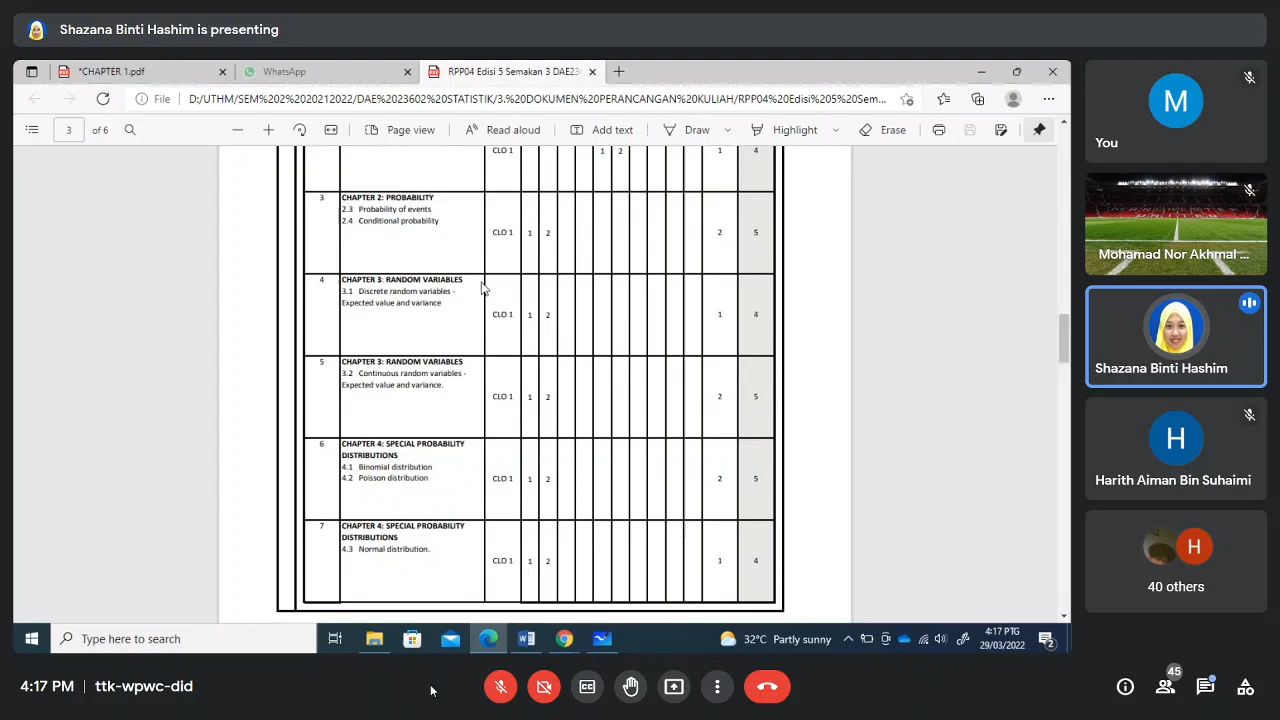 Shazana Binti Hashim is presenting
*CHAPTER 1.pdf
WhatsApp
RPP04 Edisi 5 Semakan 3 DAE23
File
D:/UTHM/SEM%202%2029112022/DAE%2023602%20STATISTIK/3.%20DOKUMEN%20PERANCANGAN%20KULIAH/RPP04%20Edisi%205%20Sem...
3 of 6
Page view
Read aloud
Add text
Draw
Highlight
Erase
CLO 1 1 2 1 4
3 CHAPTER 2: PROBABILITY
2.3 Probability of events
2.4 Conditional probability
CLO 1 1 2 2 5
4 CHAPTER 3: RANDOM VARIABLES
3.1 Discrete random variables -
Expected value and variance
CLO 1 1 2 1 4
5 CHAPTER 3: RANDOM VARIABLES
3.2 Continuous random variables -
Expected value and variance.
CLO 1 1 2 2 5
6 CHAPTER 4: SPECIAL PROBABILITY
DISTRIBUTIONS
4.1 Binomial distribution
4.2 Poisson distribution
CLO 1 1 2 2 5
7 CHAPTER 4: SPECIAL PROBABILITY
DISTRIBUTIONS
4.3 Normal distribution.
CLO 1 1 2 1 4
Type here to search
32°C Partly sunny
4:17 PTG
29/03/2022
2
M
You
Mohamad Nor Akhmal ...
Shazana Binti Hashim
H
Harith Aiman Bin Suhaimi
H
40 others
4:17 PM
ttk-wpwc-did
45